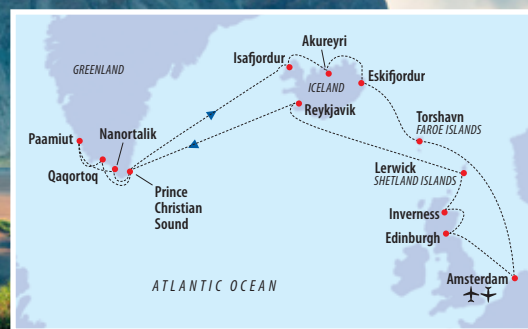 Akureyri
Isafjordur
GREENLAND
Eskifjordur
ICELAND
Reykjavik
Torshavn
FAROE ISLANDS
Nanortalik
Paamiut
Qaqortoq
Lerwick
SHETLAND ISLANDS
Prince
Christian
Sound
Inverness
Edinburgh
Amsterdam
ATLANTIC OCEAN